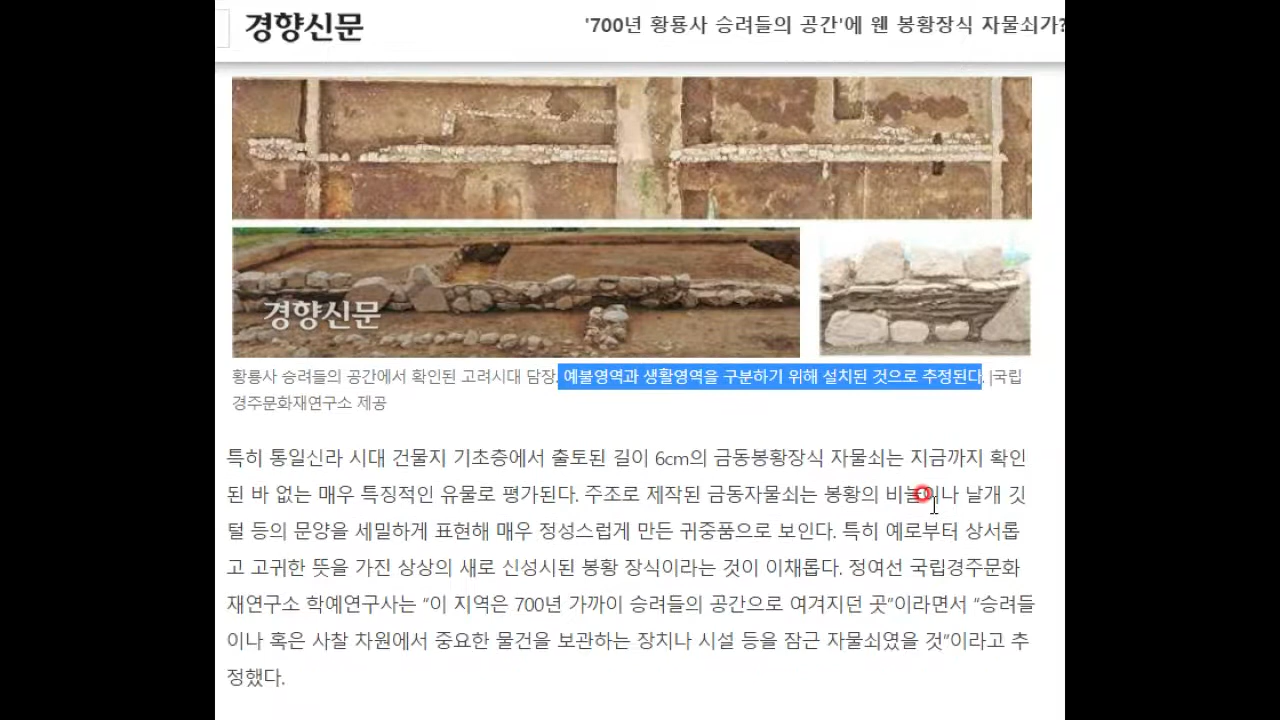 경향신문
'700년 황룡사 승려들의 공간'에 웬 봉황장식 자물쇠가?
경향신문
황룡사 승려들의 공간에서 확인된 고려시대 담장. 예불영역과 생활영역을 구분하기 위해 설치된 것으로 추정된다. |국립
경주문화재연구소 제공
특히 통일신라 시대 건물지 기초층에서 출토된 길이 6cm의 금동봉황장식 자물쇠는 지금까지 확인
된 바 없는 매우 특징적인 유물로 평가된다. 주조로 제작된 금동자물쇠는 봉황의 비늘이나 날개 깃
털 등의 문양을 세밀하게 표현해 매우 정성스럽게 만든 귀중품으로 보인다. 특히 예로부터 상서롭
고 고귀한 뜻을 가진 상상의 새로 신성시된 봉황 장식이라는 것이 이채롭다. 정여선 국립경주문화
재연구소 학예연구사는 “이 지역은 700년 가까이 승려들의 공간으로 여겨지던 곳”이라면서 “승려들
이나 혹은 사찰 차원에서 중요한 물건을 보관하는 장치나 시설 등을 잠근 자물쇠였을 것”이라고 추
정했다.